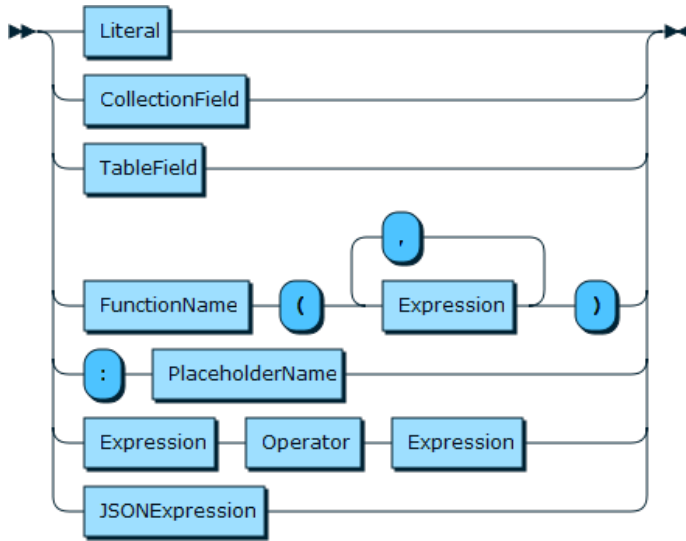 Literal
CollectionField
TableField
,
FunctionName ( Expression )
: PlaceholderName
Expression Operator Expression
JSONExpression